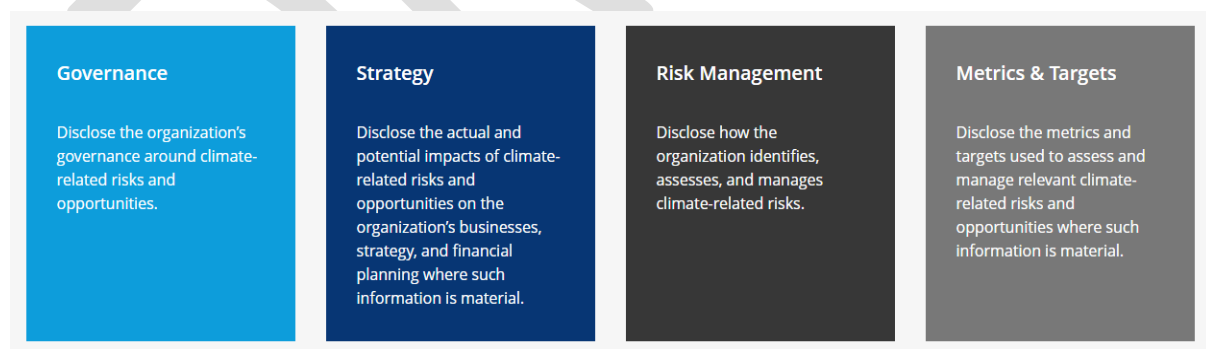 Governance
Disclose the organization’s
governance around climate-
related risks and
opportunities.
Strategy
Disclose the actual and
potential impacts of climate-
related risks and
opportunities on the
organization’s businesses,
strategy, and financial
planning where such
information is material.
Risk Management
Disclose how the
organization identifies,
assesses, and manages
climate-related risks.
Metrics & Targets
Disclose the metrics and
targets used to assess and
manage relevant climate-
related risks and
opportunities where such
information is material.